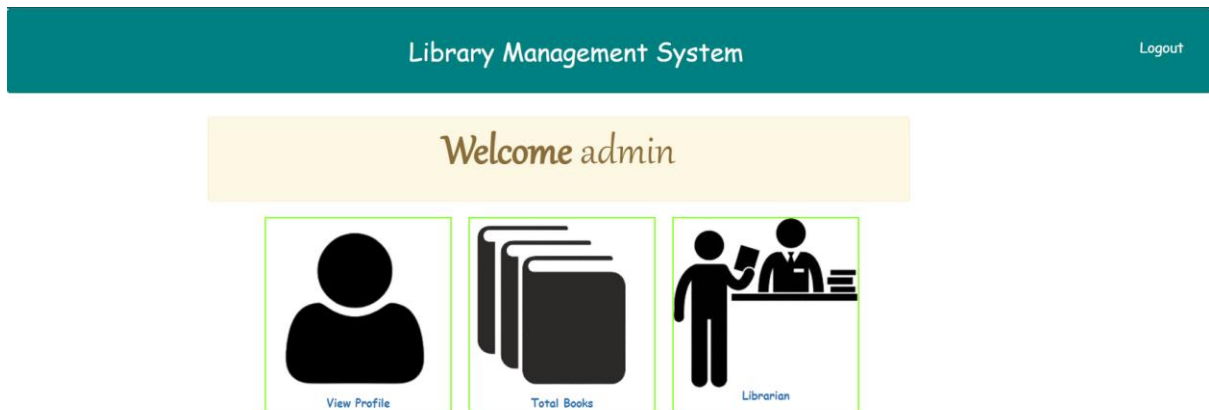 Library Management System
Logout
Welcome admin
View Profile
Total Books
Librarian